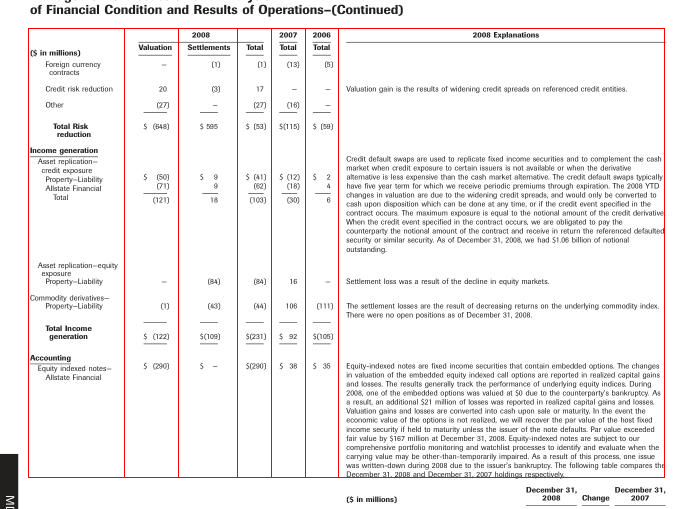 of Financial Condition and Results of Operations–(Continued)
2008 2007 2006 2008 Explanations
($ in millions) Valuation Settlements Total Total Total
Foreign currency
contracts — (1) (1) (13) (5)
Credit risk reduction 20 (3) 17 — — Valuation gain is the results of widening credit spreads on referenced credit entities.
Other (27) — (27) (16) —
Total Risk
reduction $ (648) $ 595 $ (53) $(115) $ (59)
Income generation
Asset replication—
credit exposure
Property-Liability $ (50) $ 9 $ (41) $ (12) $ 2
Allstate Financial (71) 9 (62) (18) 4
Total (121) 18 (103) (30) 6
Credit default swaps are used to replicate fixed income securities and to complement the cash
market when credit exposure to certain issuers is not available or when the derivative
alternative is less expensive than the cash market alternative. The credit default swaps typically
have five year term for which we receive periodic premiums through expiration. The 2008 YTD
changes in valuation are due to the widening credit spreads, and would only be converted to
cash upon disposition which can be done at any time, or if the credit event specified in the
contract occurs. The maximum exposure is equal to the notional amount of the credit derivative
When the credit event specified in the contract occurs, we are obligated to pay the
counterparty the notional amount of the contract and receive in return the referenced defaulted
security or similar security. As of December 31, 2008, we had $1.06 billion of notional
outstanding.
Asset replication—equity
exposure
Property-Liability — (84) (84) 16 — Settlement loss was a result of the decline in equity markets.
Commodity derivatives—
Property-Liability (1) (43) (44) 106 (111) The settlement losses are the result of decreasing returns on the underlying commodity index.
There were no open positions as of December 31, 2008.
Total Income
generation $ (122) $(109) $(231) $ 92 $(105)
Accounting
Equity indexed notes—
Allstate Financial $ (290) $ — $(290) $ 38 $ 35
Equity-indexed notes are fixed income securities that contain embedded options. The changes
in valuation of the embedded equity indexed call options are reported in realized capital gains
and losses. The results generally track the performance of underlying equity indices. During
2008, one of the embedded options was valued at $0 due to the counterparty's bankruptcy. As
a result, an additional $21 million of losses was reported in realized capital gains and losses.
Valuation gains and losses are converted into cash upon sale or maturity. In the event the
economic value of the options is not realized, we will recover the par value of the host fixed
income security if held to maturity unless the issuer of the note defaults. Par value exceeded
fair value by $167 million at December 31, 2008. Equity-indexed notes are subject to our
comprehensive portfolio monitoring and watchlist processes to identify and evaluate when the
carrying value may be other-than-temporarily impaired. As a result of this process, one issue
was written-down during 2008 due to the issuer's bankruptcy. The following table compares the
December 31, 2008 and December 31, 2007 holdings respectively.
December 31, December 31,
($ in millions) 2008 Change 2007